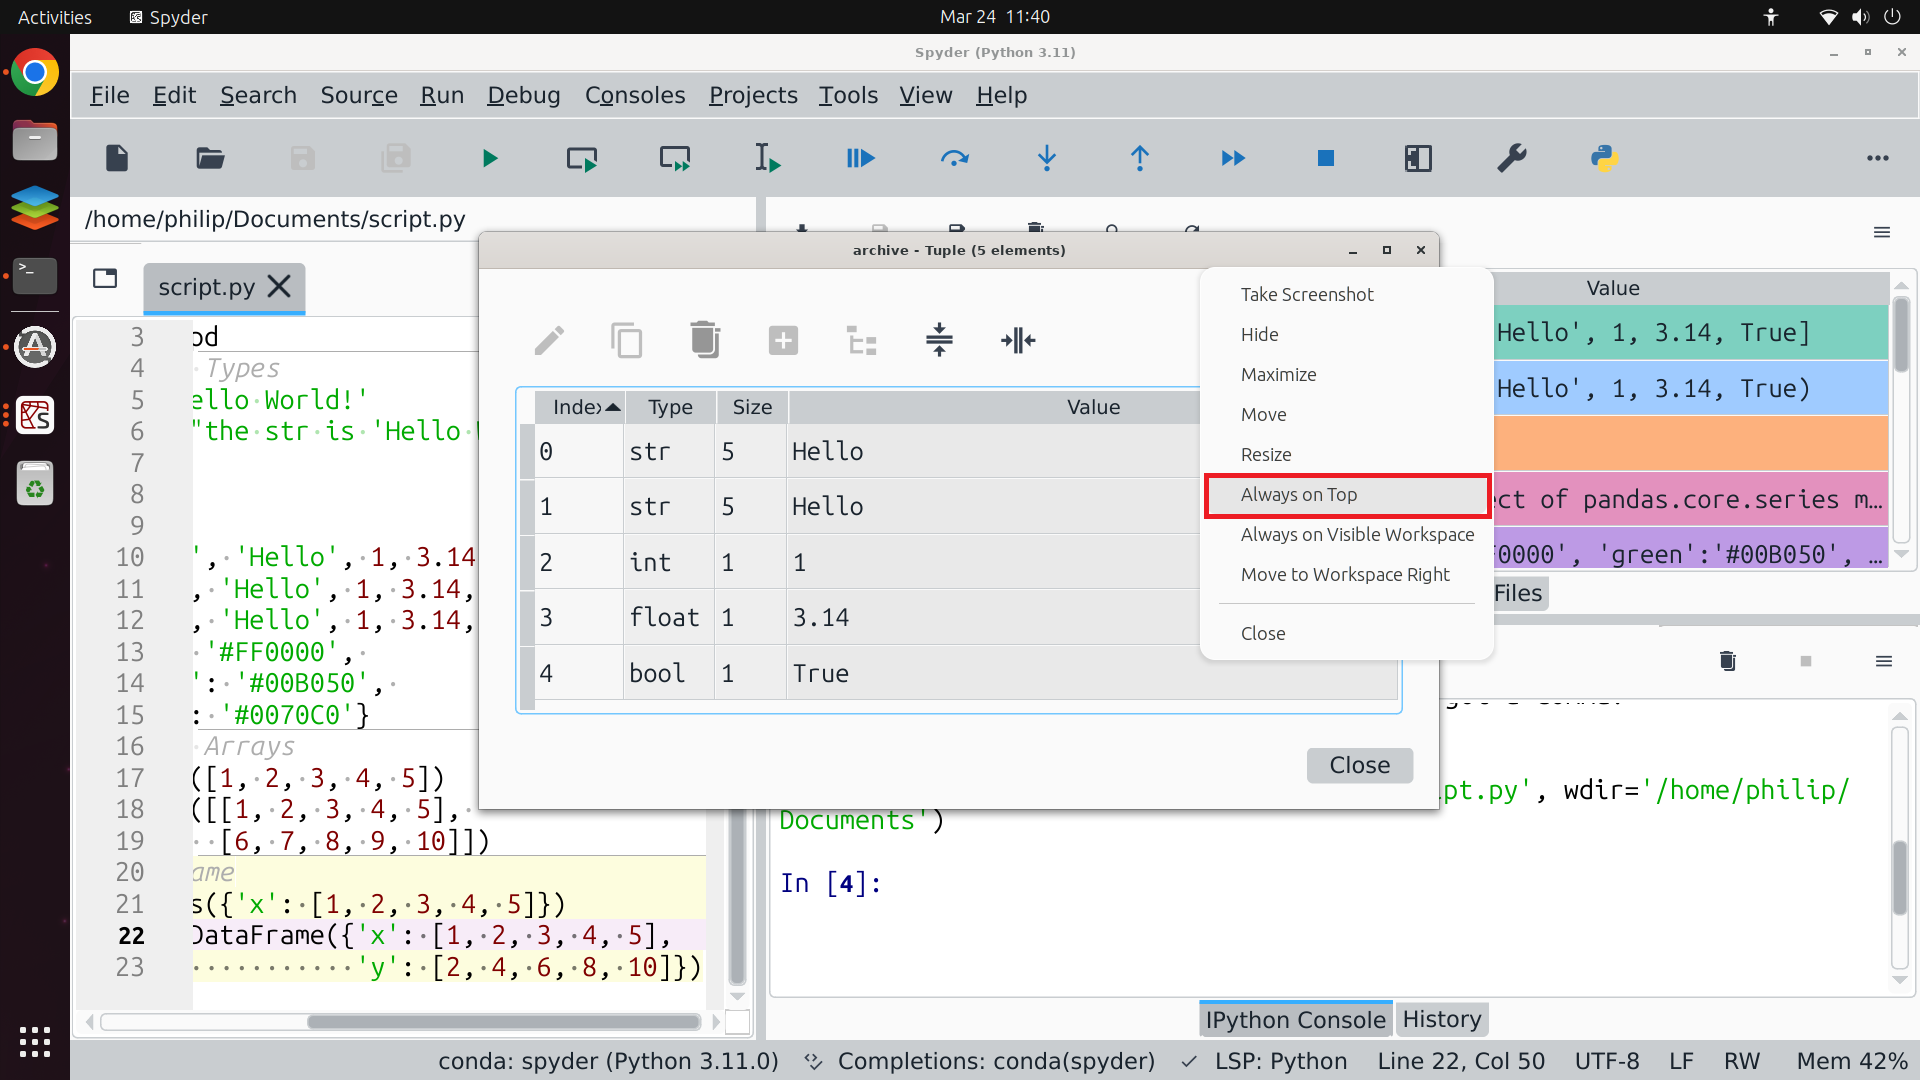 Activities Spyder Mar 24 11:40
Spyder (Python 3.11)
File Edit Search Source Run Debug Consoles Projects Tools View Help
/home/philip/Documents/script.py
script.py
3 od
4 Types
5 ello World!'
6 "the str is 'Hello
7
8
9
10 ', 'Hello', 1, 3.14
11 , 'Hello', 1, 3.14,
12 , 'Hello', 1, 3.14,
13 '#FF0000',
14 ': '#00B050',
15 : '#0070C0'}
16 Arrays
17 ([1, 2, 3, 4, 5])
18 ([[1, 2, 3, 4, 5],
19 [6, 7, 8, 9, 10]])
20 ame
21 s({'x': [1, 2, 3, 4, 5]})
22 DataFrame({'x': [1, 2, 3, 4, 5],
23 'y': [2, 4, 6, 8, 10]})
archive - Tuple (5 elements)
Index Type Size Value
0 str 5 Hello
1 str 5 Hello
2 int 1 1
3 float 1 3.14
4 bool 1 True
Close
Take Screenshot
Hide
Maximize
Move
Resize
Always on Top
Always on Visible Workspace
Move to Workspace Right
Close
Value
Hello', 1, 3.14, True]
Hello', 1, 3.14, True)
ect of pandas.core.series m…
F0000', 'green':'#00B050', …
Files
ipt.py', wdir='/home/philip/
Documents')
In [4]:
IPython Console History
conda: spyder (Python 3.11.0) Completions: conda(spyder) LSP: Python Line 22, Col 50 UTF-8 LF RW Mem 42%